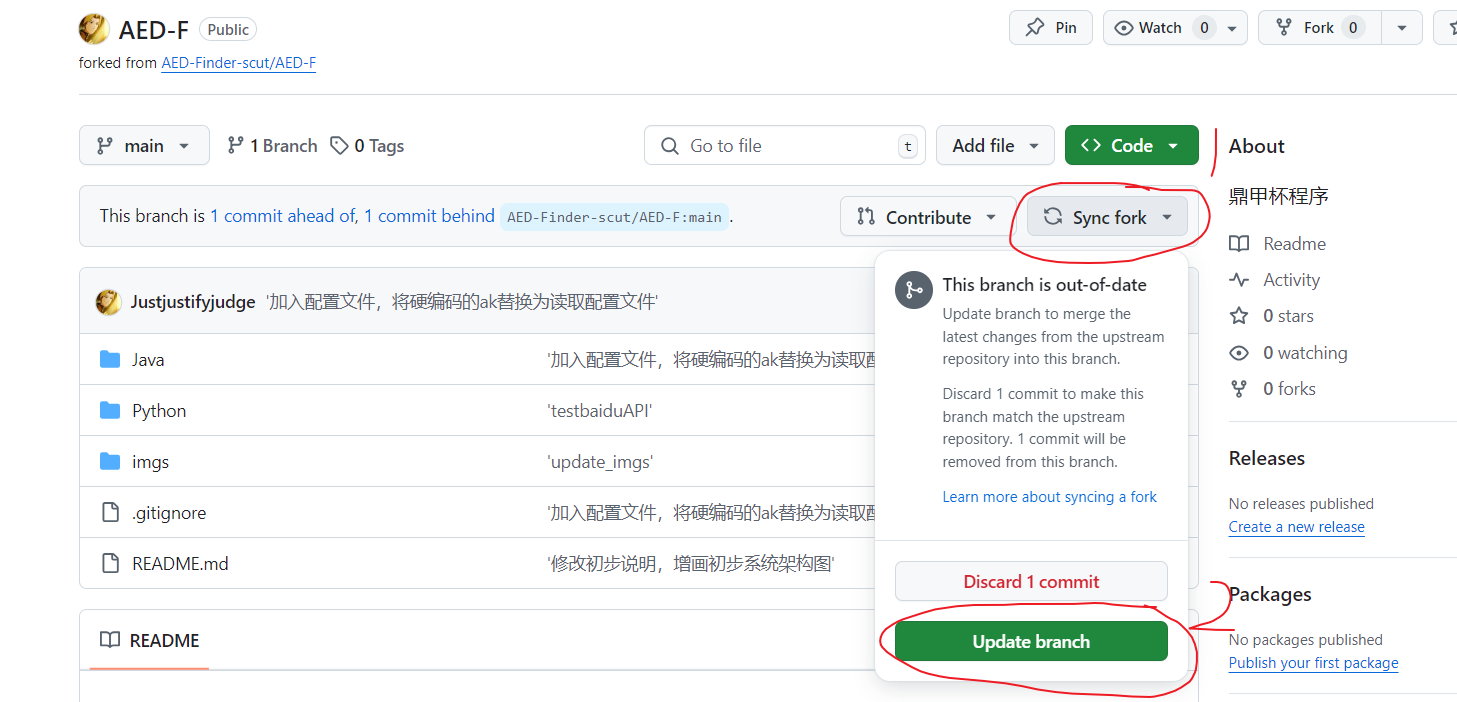 AED-F Public
Pin
Watch 0
Fork 0
forked from AED-Finder-scut/AED-F
main
1 Branch
0 Tags
Go to file
t
Add file
Code
1
This branch is 1 commit ahead of, 1 commit behind AED-Finder-scut/AED-F:main .
Contribute
Sync fork
Justjustifyjudge '加入配置文件，将硬编码的ak替换为读取配置文件'
Java '加入配置文件，将硬编码的ak替换为读取配
Python 'testbaiduAPI'
imgs 'update_imgs'
.gitignore '加入配置文件，将硬编码的ak替换为读取配
README.md '修改初步说明，增画初步系统架构图'
README
This branch is out-of-date
Update branch to merge the
latest changes from the upstream
repository into this branch.
Discard 1 commit to make this
branch match the upstream
repository. 1 commit will be
removed from this branch.
Learn more about syncing a fork
Discard 1 commit
Update branch
2
About
鼎甲杯程序
Readme
Activity
0 stars
0 watching
0 forks
Releases
No releases published
Create a new release
Packages
No packages published
Publish your first package